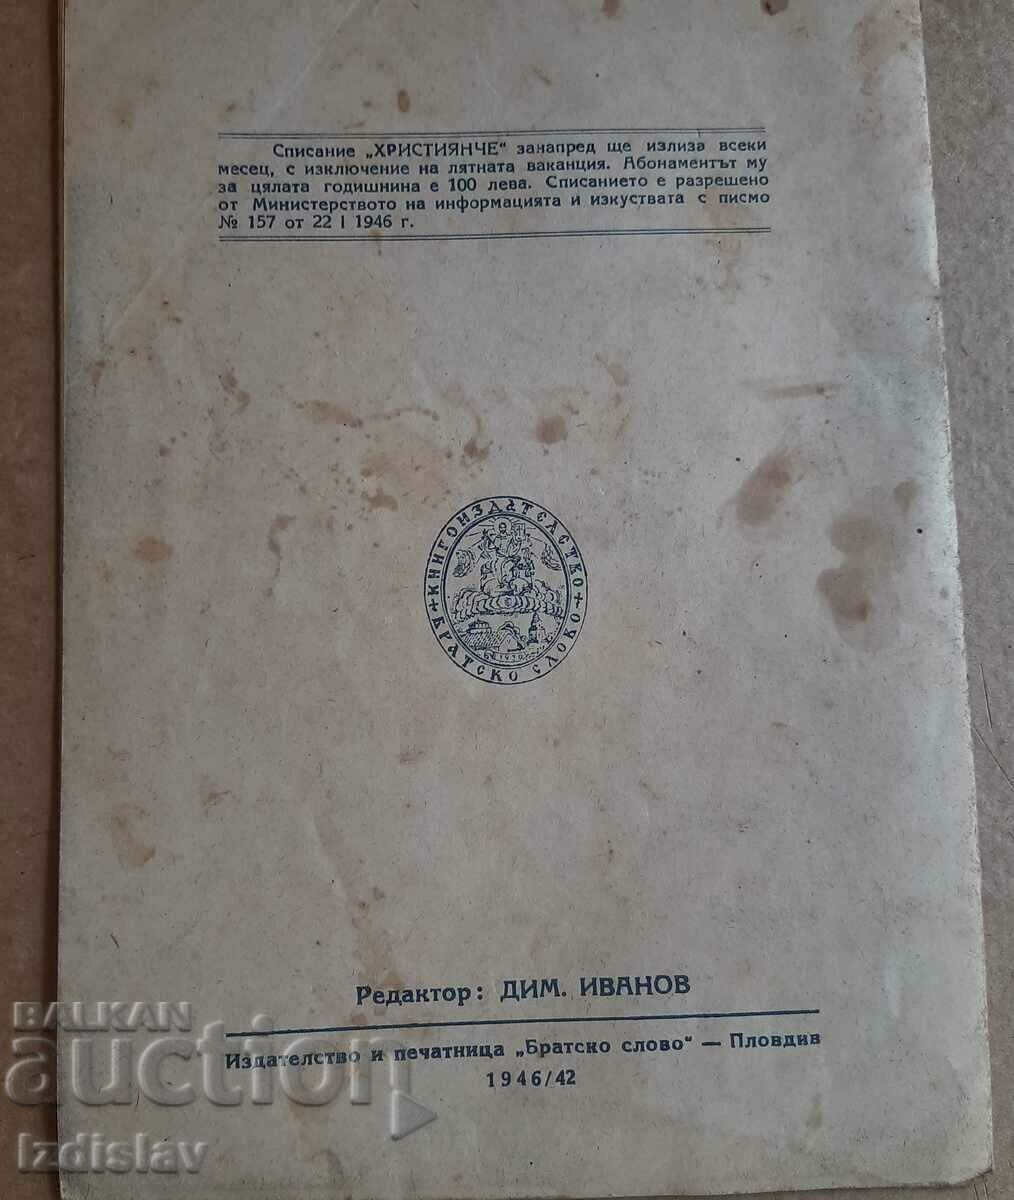 Списание „ХРИСТИЯНЧЕ“ занапред ще излиза всеки
месец, с изключение на лятната ваканция. Абонаментът му
за цялата годишнина е 100 лева. Списанието е разрешено
от Министерството на информацията и изкуствата с писмо
№ 157 от 22 I 1946 г.
КНИГОИЗДАТЕЛСТВО
БРАТСКО СЛОВО
Редактор: ДИМ. ИВАНОВ
Издателство и печатница „Братско слово“ — Пловдив
1946/42
BALKAN
auction
Izdislav